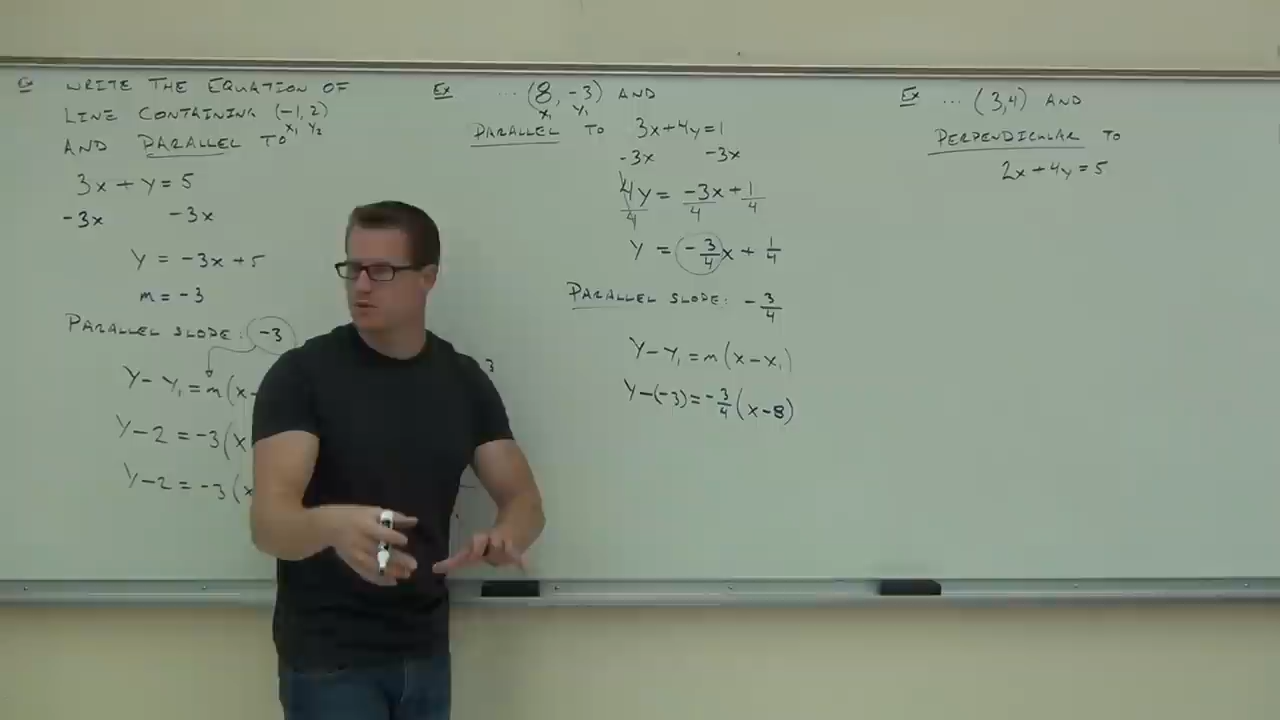 Ex WRITE THE EQUATION OF
LINE CONTAINING (-1, 2)
X₁ Y₂
AND PARALLEL TO
3x + y = 5
-3x -3x
Y = -3x + 5
m = -3
PARALLEL SLOPE: -3
Y - Y₁ = m(x-
Y - 2 = -3(x
Y - 2 = -3(x
3
Ex ... (8, -3) AND
X₁ Y₁
PARALLEL TO 3x+4y=1
-3x -3x
4y/4 = -3x/4 + 1/4
Y = -3/4 x + 1/4
PARALLEL SLOPE: -3/4
Y - Y₁ = m(x - x₁)
Y - (-3) = -3/4 (x - 8)
Ex ... (3,4) AND
PERPENDICULAR TO
2x + 4y = 5